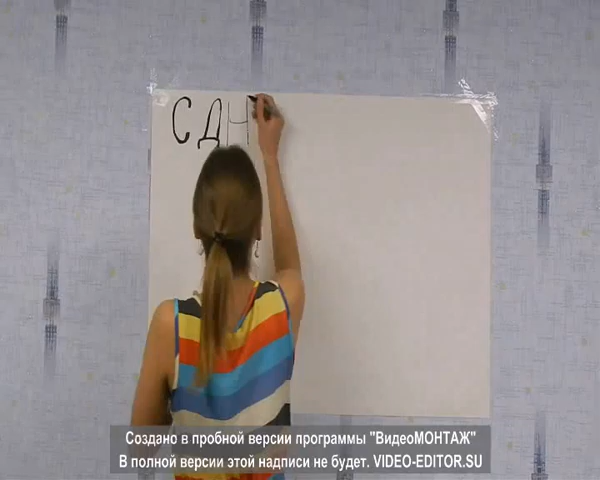 СДН
Создано в пробной версии программы "ВидеоМОНТАЖ"
В полной версии этой надписи не будет. VIDEO-EDITOR.SU